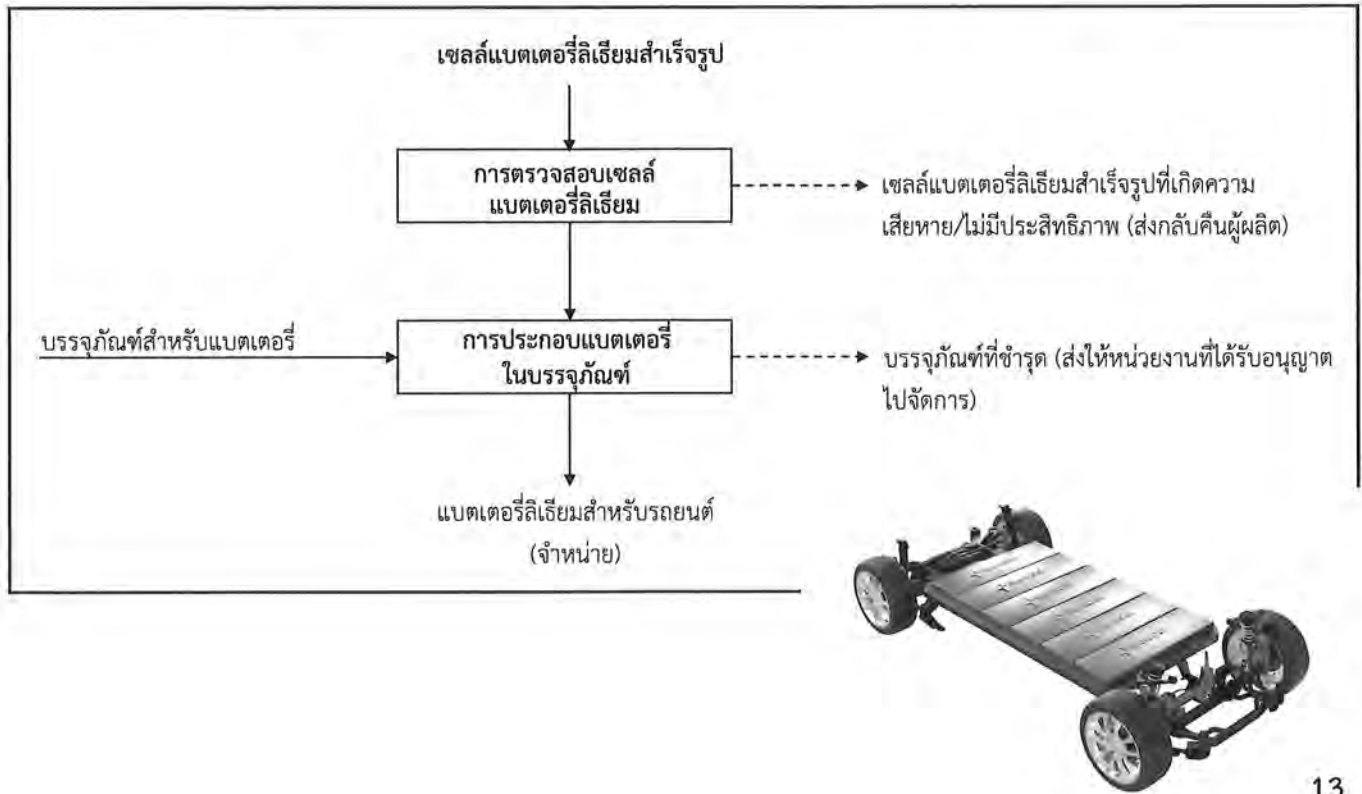 เซลล์แบตเตอรี่ลิเธียมสำเร็จรูป
การตรวจสอบเซลล์
แบตเตอรี่ลิเธียม
เซลล์แบตเตอรี่ลิเธียมสำเร็จรูปที่เกิดความ
เสียหาย/ไม่มีประสิทธิภาพ (ส่งกลับคืนผู้ผลิต)
บรรจุภัณฑ์สำหรับแบตเตอรี่
การประกอบแบตเตอรี่
ในบรรจุภัณฑ์
บรรจุภัณฑ์ที่ชำรุด (ส่งให้หน่วยงานที่ได้รับอนุญาต
ไปจัดการ)
แบตเตอรี่ลิเธียมสำหรับรถยนต์
(จำหน่าย)
13